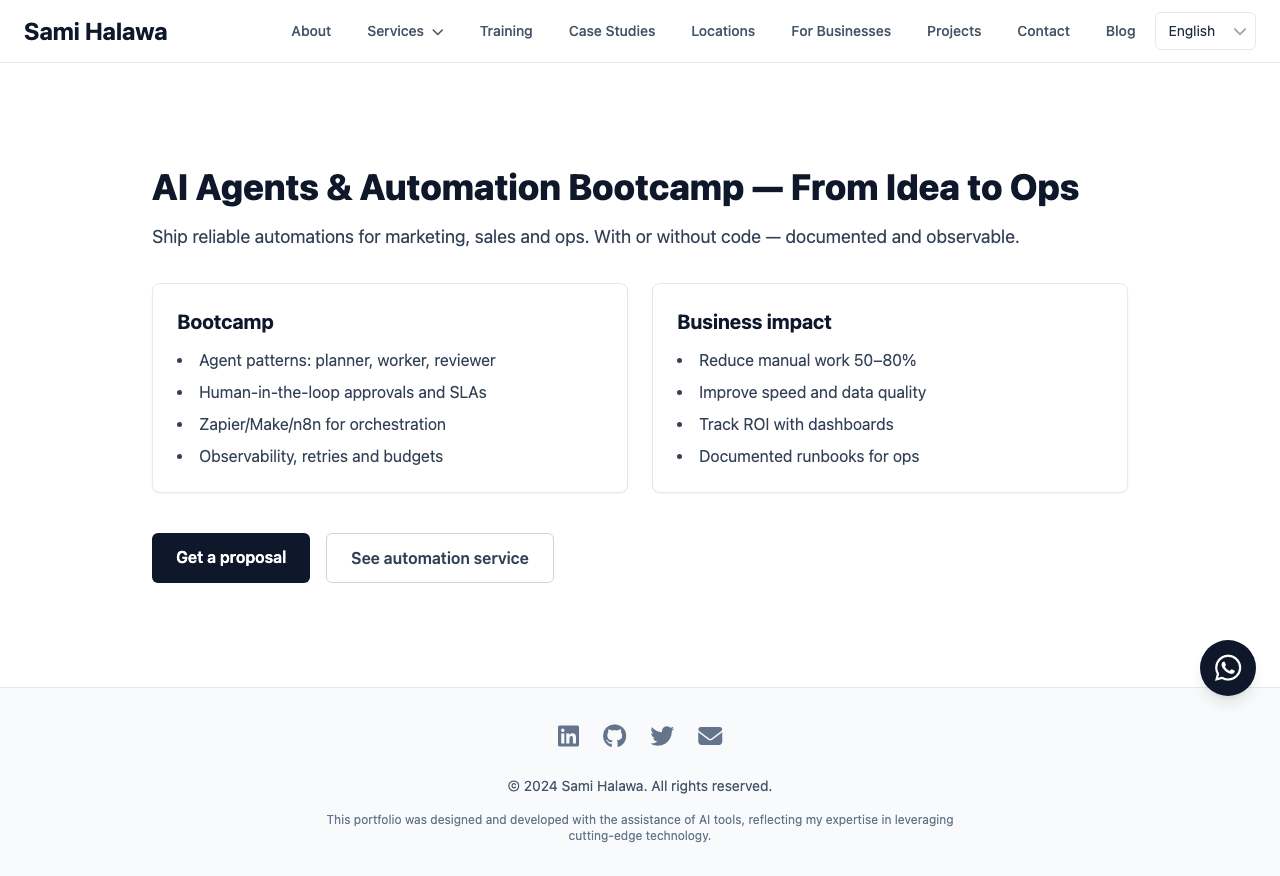 Sami Halawa
About
Services
Training
Case Studies
Locations
For Businesses
Projects
Contact
Blog
English
AI Agents & Automation Bootcamp — From Idea to Ops
Ship reliable automations for marketing, sales and ops. With or without code — documented and observable.
Bootcamp
• Agent patterns: planner, worker, reviewer
• Human-in-the-loop approvals and SLAs
• Zapier/Make/n8n for orchestration
• Observability, retries and budgets
Business impact
• Reduce manual work 50–80%
• Improve speed and data quality
• Track ROI with dashboards
• Documented runbooks for ops
Get a proposal
See automation service
© 2024 Sami Halawa. All rights reserved.
This portfolio was designed and developed with the assistance of AI tools, reflecting my expertise in leveraging
cutting-edge technology.